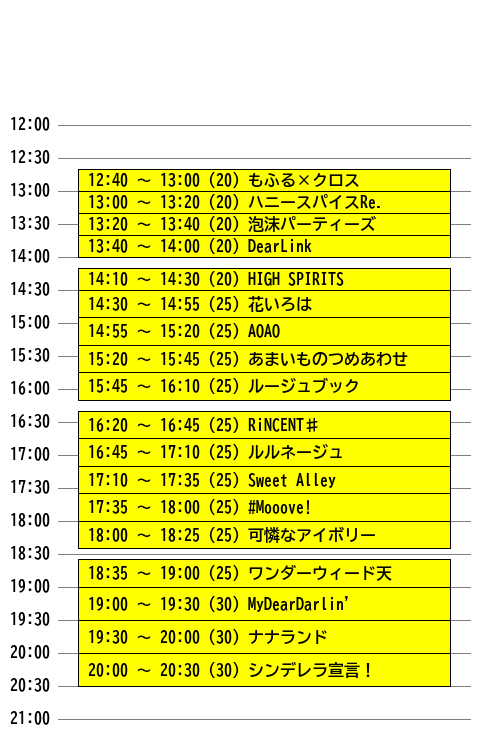 12:00
12:30
12:40 ～ 13:00 (20) もふる×クロス
13:00
13:00 ～ 13:20 (20) ハニースパイスRe.
13:20 ～ 13:40 (20) 泡沫パーティーズ
13:30
13:40 ～ 14:00 (20) DearLink
14:00
14:10 ～ 14:30 (20) HIGH SPIRITS
14:30
14:30 ～ 14:55 (25) 花いろは
15:00
14:55 ～ 15:20 (25) AOAO
15:30
15:20 ～ 15:45 (25) あまいものつめあわせ
15:45 ～ 16:10 (25) ルージュブック
16:00
16:30
16:20 ～ 16:45 (25) RiNCENT♯
16:45 ～ 17:10 (25) ルルネージュ
17:00
17:10 ～ 17:35 (25) Sweet Alley
17:30
17:35 ～ 18:00 (25) #Mooove!
18:00
18:00 ～ 18:25 (25) 可憐なアイボリー
18:30
18:35 ～ 19:00 (25) ワンダーウィード天
19:00
19:00 ～ 19:30 (30) MyDearDarlin'
19:30
19:30 ～ 20:00 (30) ナナランド
20:00
20:00 ～ 20:30 (30) シンデレラ宣言！
20:30
21:00